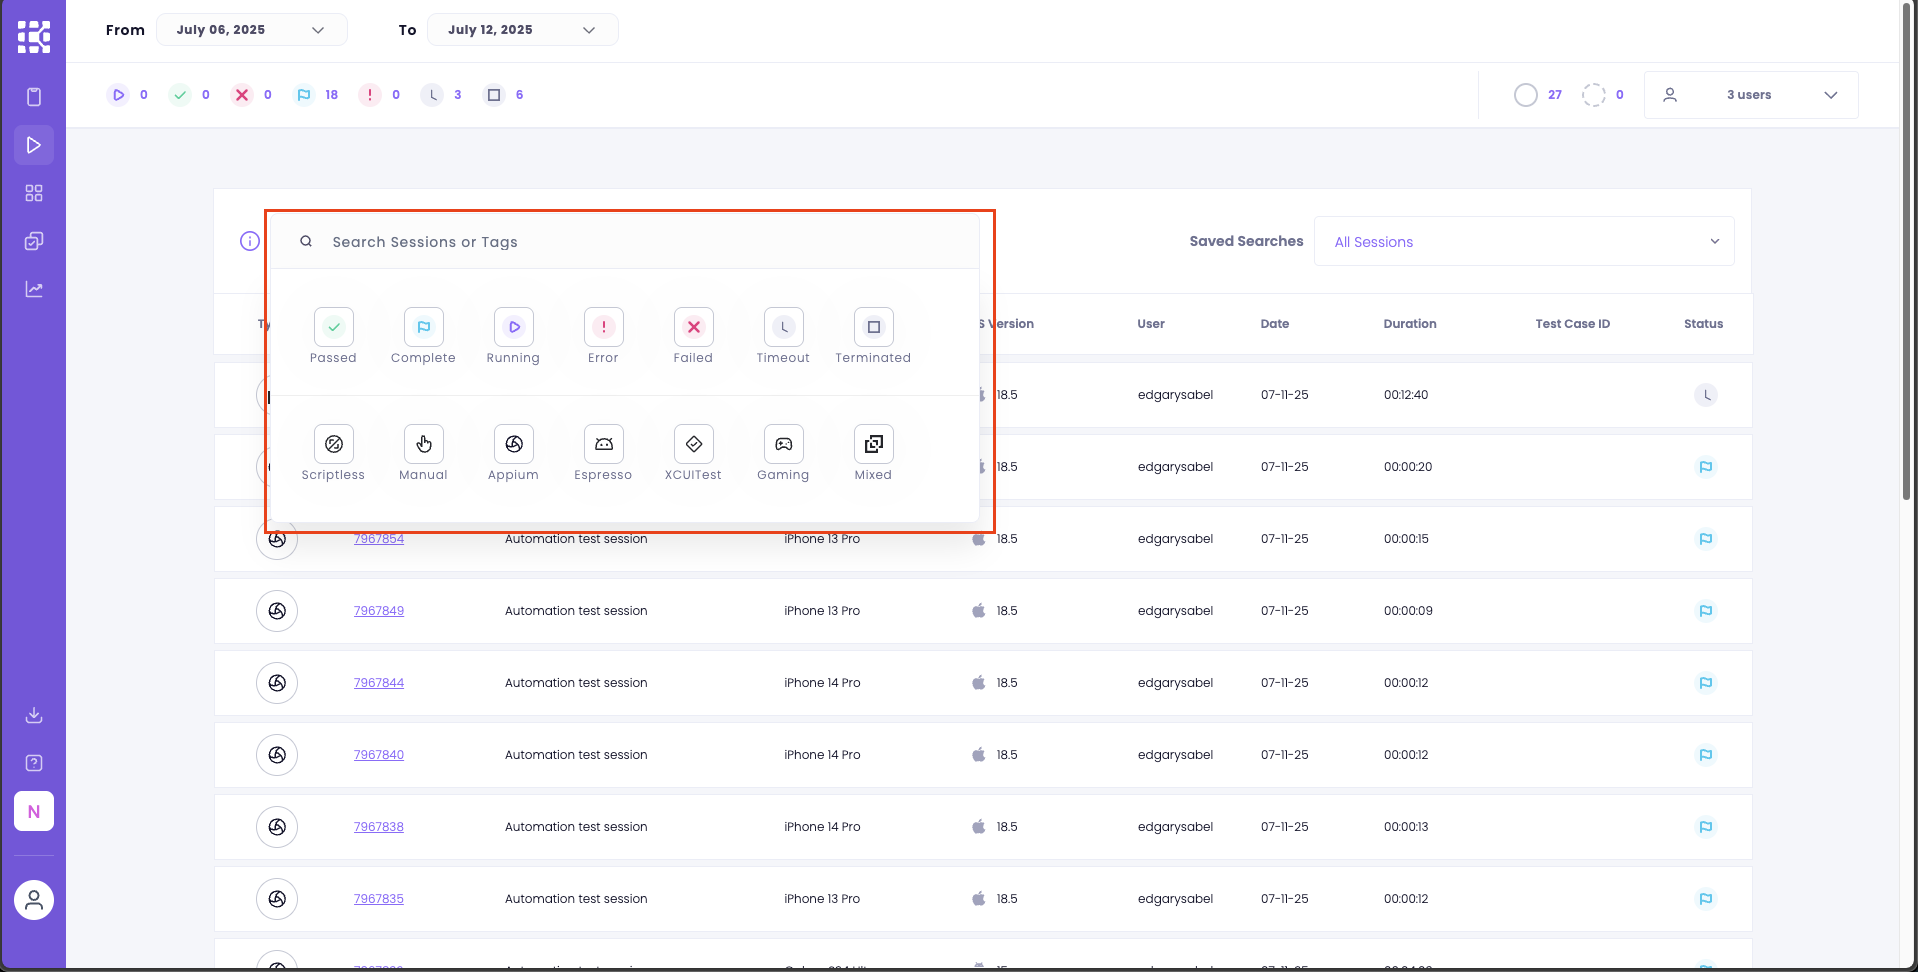 From July 06, 2025 To July 12, 2025
0 0 0 18 0 3 6 27 0 3 users
Search Sessions or Tags Saved Searches All Sessions
Version User Date Duration Test Case ID Status
Passed Complete Running Error Failed Timeout Terminated
18.5 edgarysabel 07-11-25 00:12:40
18.5 edgarysabel 07-11-25 00:00:20
Scriptless Manual Appium Espresso XCUITest Gaming Mixed
7967854 Automation test session iPhone 13 Pro 18.5 edgarysabel 07-11-25 00:00:15
7967849 Automation test session iPhone 13 Pro 18.5 edgarysabel 07-11-25 00:00:09
7967844 Automation test session iPhone 14 Pro 18.5 edgarysabel 07-11-25 00:00:12
7967840 Automation test session iPhone 14 Pro 18.5 edgarysabel 07-11-25 00:00:12
7967838 Automation test session iPhone 14 Pro 18.5 edgarysabel 07-11-25 00:00:13
N
7967835 Automation test session iPhone 13 Pro 18.5 edgarysabel 07-11-25 00:00:12